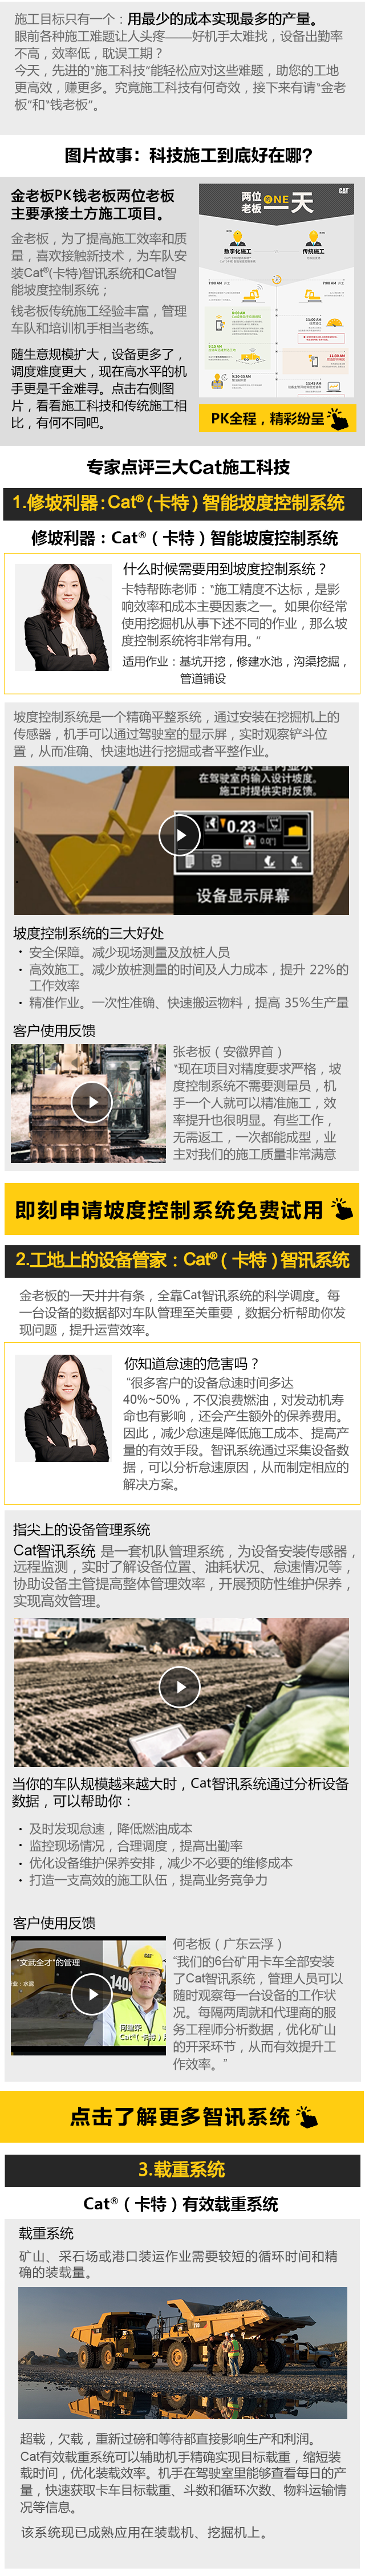 施工目标只有一个：用最少的成本实现最多的产量。
眼前各种施工难题让人头疼——好机手太难找，设备出勤率
不高，效率低，耽误工期？
今天，先进的“施工科技”能轻松应对这些难题，助您的工地
更高效，赚更多。究竟施工科技有何奇效，接下来有请“金老
板”和“钱老板”。
图片故事：科技施工到底好在哪?
金老板PK钱老板两位老板
主要承接土方施工项目。
金老板，为了提高施工效率和质
量，喜欢接触新技术，为车队安
装Cat®(卡特)智讯系统和Cat智
能坡度控制系统；
钱老板传统施工经验丰富，管理
车队和培训机手相当老练。
随生意规模扩大，设备更多了，
调度难度更大，现在高水平的机
手更是千金难寻。点击右侧图
片，看看施工科技和传统施工相
比，有何不同吧。
CAT
两位
老板
的ONE
一天
数字化施工
传统施工
7:00AM
7:00AM
11:00AM
11:45AM
PK全程，精彩纷呈
专家点评三大Cat施工科技
1.修坡利器：Cat®（卡特）智能坡度控制系统
修坡利器：Cat®（卡特）智能坡度控制系统
什么时候需要用到坡度控制系统？
卡特帮陈老师：“施工精度不达标，是影
响效率和成本主要因素之一。如果你经常
使用挖掘机从事下述不同的作业，那么坡
度控制系统将非常有用。”
适用作业：基坑开挖，修建水池，沟渠挖掘，
管道铺设
坡度控制系统是一个精确平整系统，通过安装在挖掘机上的
传感器，机手可以通过驾驶室的显示屏，实时观察铲斗位
置，从而准确、快速地进行挖掘或者平整作业。
在驾驶室内输入设计坡度。
施工时提供实时反馈。
0.23
设备显示屏幕
坡度控制系统的三大好处
· 安全保障。减少现场测量及放桩人员
· 高效施工。减少放桩测量的时间及人力成本，提升 22%的
工作效率
· 精准作业。一次性准确、快速搬运物料，提高 35%生产量
客户使用反馈
张老板（安徽界首）
“现在项目对精度要求严格，坡
度控制系统不需要测量员，机
手一个人就可以精准施工，效
率提升也很明显。有些工作，
无需返工，一次都能成型，业
主对我们的施工质量非常满意
即刻申请坡度控制系统免费试用
2.工地上的设备管家：Cat®（卡特）智讯系统
金老板的一天井井有条，全靠Cat智讯系统的科学调度。每
一台设备的数据都对车队管理至关重要，数据分析帮助你发
现问题，提升运营效率。
你知道怠速的危害吗？
“很多客户的设备怠速时间多达
40%~50%，不仅浪费燃油，对发动机寿
命也有影响，还会产生额外的保养费用。
因此，减少怠速是降低施工成本、提高产
量的有效手段。智讯系统通过采集设备数
据，可以分析怠速原因，从而制定相应的
解决方案。
指尖上的设备管理系统
Cat智讯系统 是一套机队管理系统，为设备安装传感器，
远程监测，实时了解设备位置、油耗状况、怠速情况等，
协助设备主管提高整体管理效率，开展预防性维护保养，
实现高效管理。
当你的车队规模越来越大时，Cat智讯系统通过分析设备
数据，可以帮助你：
· 及时发现怠速，降低燃油成本
· 监控现场情况，合理调度，提高出勤率
· 优化设备维护保养安排，减少不必要的维修成本
· 打造一支高效的施工队伍，提高业务竞争力
客户使用反馈
“文武全才”的管理
140
何老板（广东云浮）
“我们的6台矿用卡车全部安装
了Cat智讯系统，管理人员可以
随时观察每一台设备的工作状
况。每隔两周就和代理商的服
务工程师分析数据，优化矿山
的开采环节，从而有效提升工
作效率。”
点击了解更多智讯系统
3.载重系统
Cat®（卡特）有效载重系统
载重系统
矿山、采石场或港口装运作业需要较短的循环时间和精
确的装载量。
超载，欠载，重新过磅和等待都直接影响生产和利润。
Cat有效载重系统可以辅助机手精确实现目标载重，缩短装
载时间，优化装载效率。机手在驾驶室里能够查看每日的产
量，快速获取卡车目标载重、斗数和循环次数、物料运输情
况等信息。
该系统现已成熟应用在装载机、挖掘机上。